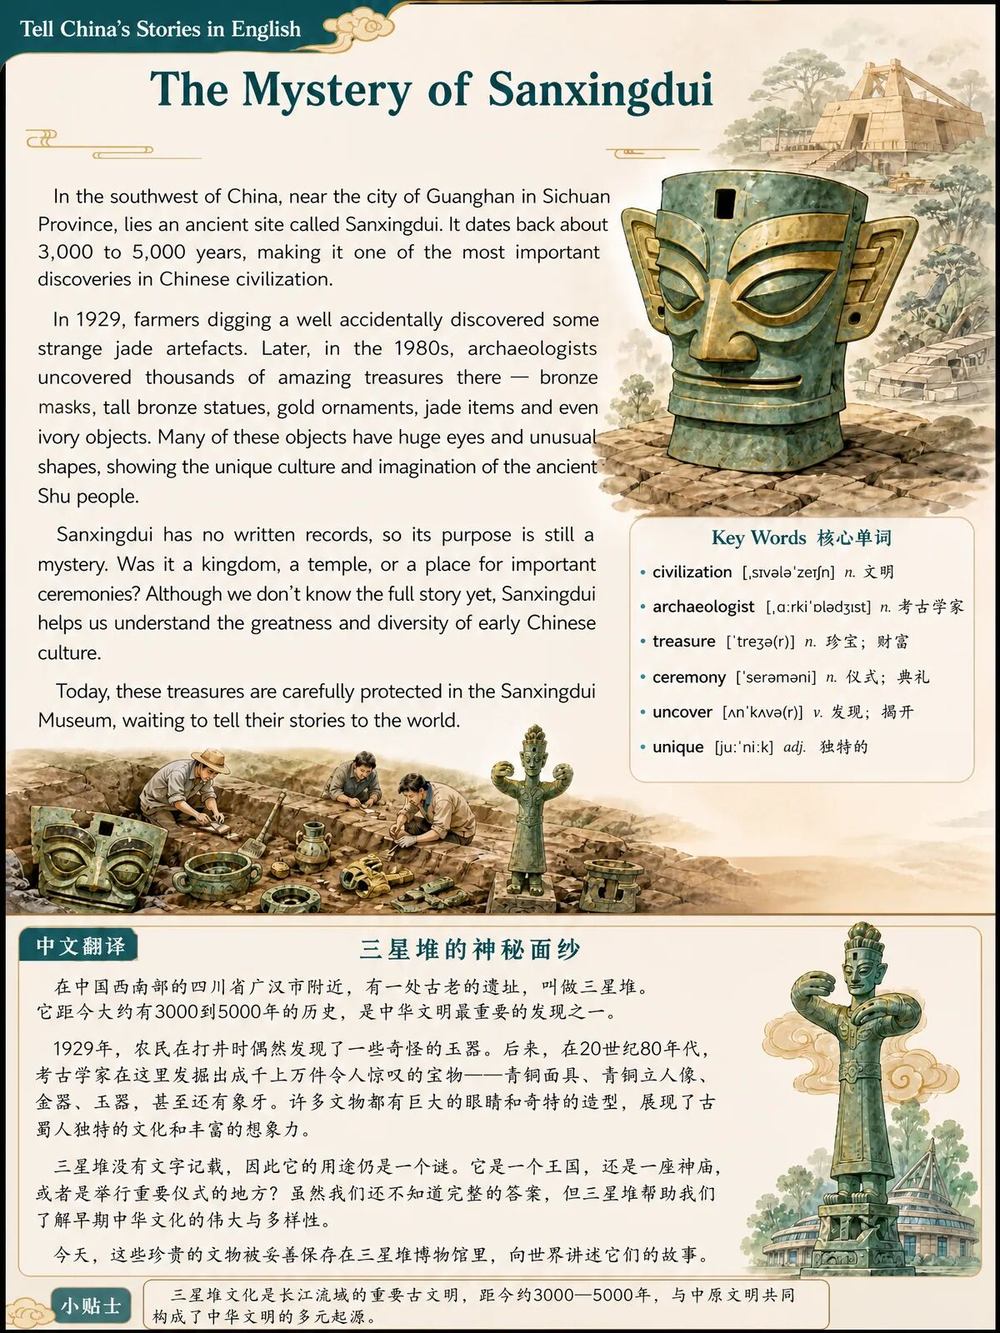 Tell China's Stories in English
The Mystery of Sanxingdui
In the southwest of China, near the city of Guanghan in Sichuan
Province, lies an ancient site called Sanxingdui. It dates back about
3,000 to 5,000 years, making it one of the most important
discoveries in Chinese civilization.
In 1929, farmers digging a well accidentally discovered some
strange jade artefacts. Later, in the 1980s, archaeologists
uncovered thousands of amazing treasures there — bronze
masks, tall bronze statues, gold ornaments, jade items and even
ivory objects. Many of these objects have huge eyes and unusual
shapes, showing the unique culture and imagination of the ancient
Shu people.
Sanxingdui has no written records, so its purpose is still a
mystery. Was it a kingdom, a temple, or a place for important
ceremonies? Although we don't know the full story yet, Sanxingdui
helps us understand the greatness and diversity of early Chinese
culture.
Today, these treasures are carefully protected in the Sanxingdui
Museum, waiting to tell their stories to the world.
Key Words 核心单词
• civilization [ˌsɪvələˈzeɪʃn] n. 文明
• archaeologist [ˌɑːrkiˈɒlədʒɪst] n. 考古学家
• treasure [ˈtreʒə(r)] n. 珍宝；财富
• ceremony [ˈserəməni] n. 仪式；典礼
• uncover [ʌnˈkʌvə(r)] v. 发现；揭开
• unique [juːˈniːk] adj. 独特的
中文翻译
三星堆的神秘面纱
在中国西南部的四川省广汉市附近，有一处古老的遗址，叫做三星堆。
它距今大约有3000到5000年的历史，是中华文明最重要的发现之一。
1929年，农民在打井时偶然发现了一些奇怪的玉器。后来，在20世纪80年代，
考古学家在这里发掘出成千上万件令人惊叹的宝物——青铜面具、青铜立人像、
金器、玉器，甚至还有象牙。许多文物都有巨大的眼睛和奇特的造型，展现了古
蜀人独特的文化和丰富的想象力。
三星堆没有文字记载，因此它的用途仍是一个谜。它是一个王国，还是一座神庙，
或者是举行重要仪式的地方？虽然我们还不知道完整的答案，但三星堆帮助我们
了解早期中华文化的伟大与多样性。
今天，这些珍贵的文物被妥善保存在三星堆博物馆里，向世界讲述它们的故事。
小贴士
三星堆文化是长江流域的重要古文明，距今约3000—5000年，与中原文明共同
构成了中华文明的多元起源。